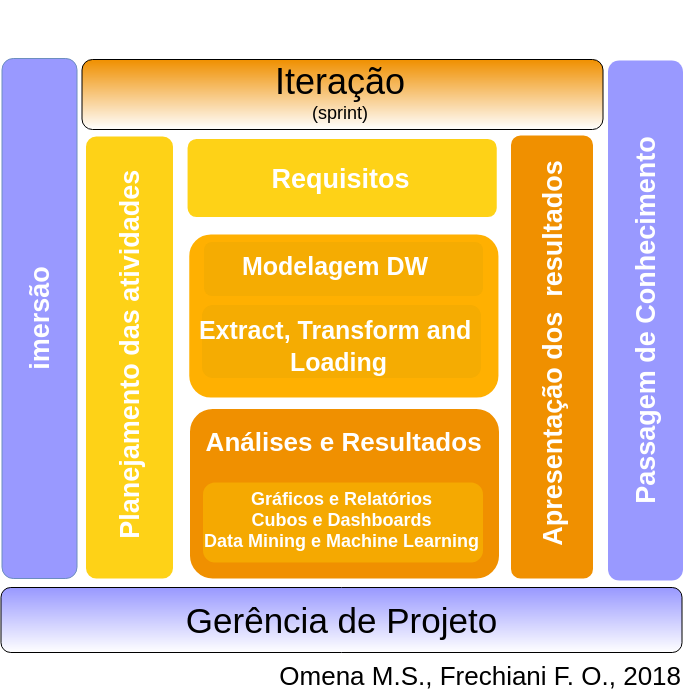 Iteração
(sprint)
imersão
Planejamento das atividades
Requisitos
Modelagem DW
Extract, Transform and
Loading
Análises e Resultados
Gráficos e Relatórios
Cubos e Dashboards
Data Mining e Machine Learning
Apresentação dos resultados
Passagem de Conhecimento
Gerência de Projeto
Omena M.S., Frechiani F. O., 2018